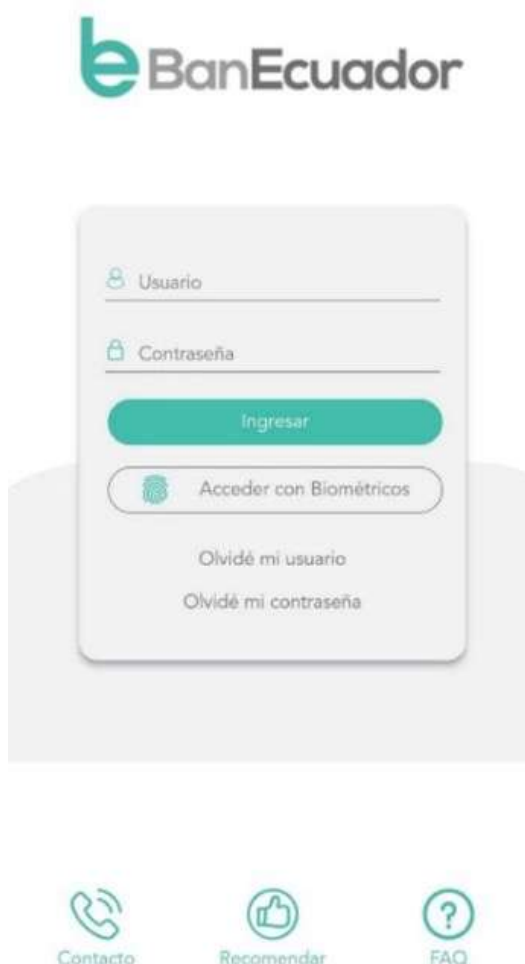 BanEcuador
Usuario
Contraseña
Ingresar
Acceder con Biométricos
Olvidé mi usuario
Olvidé mi contraseña
Contacto Recomendar FAQ